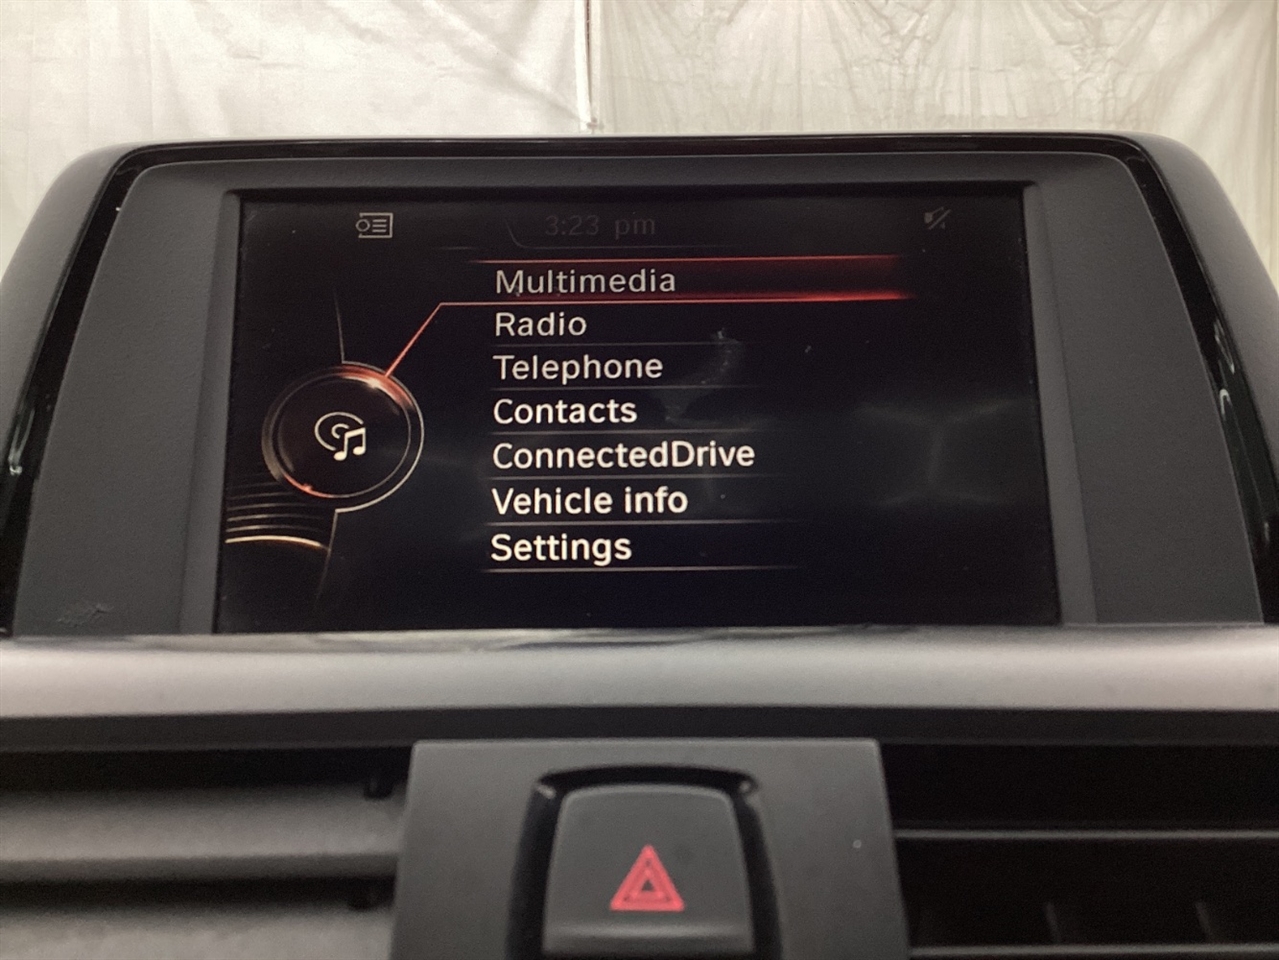 3:23 pm
Multimedia
Radio
Telephone
Contacts
ConnectedDrive
Vehicle info
Settings